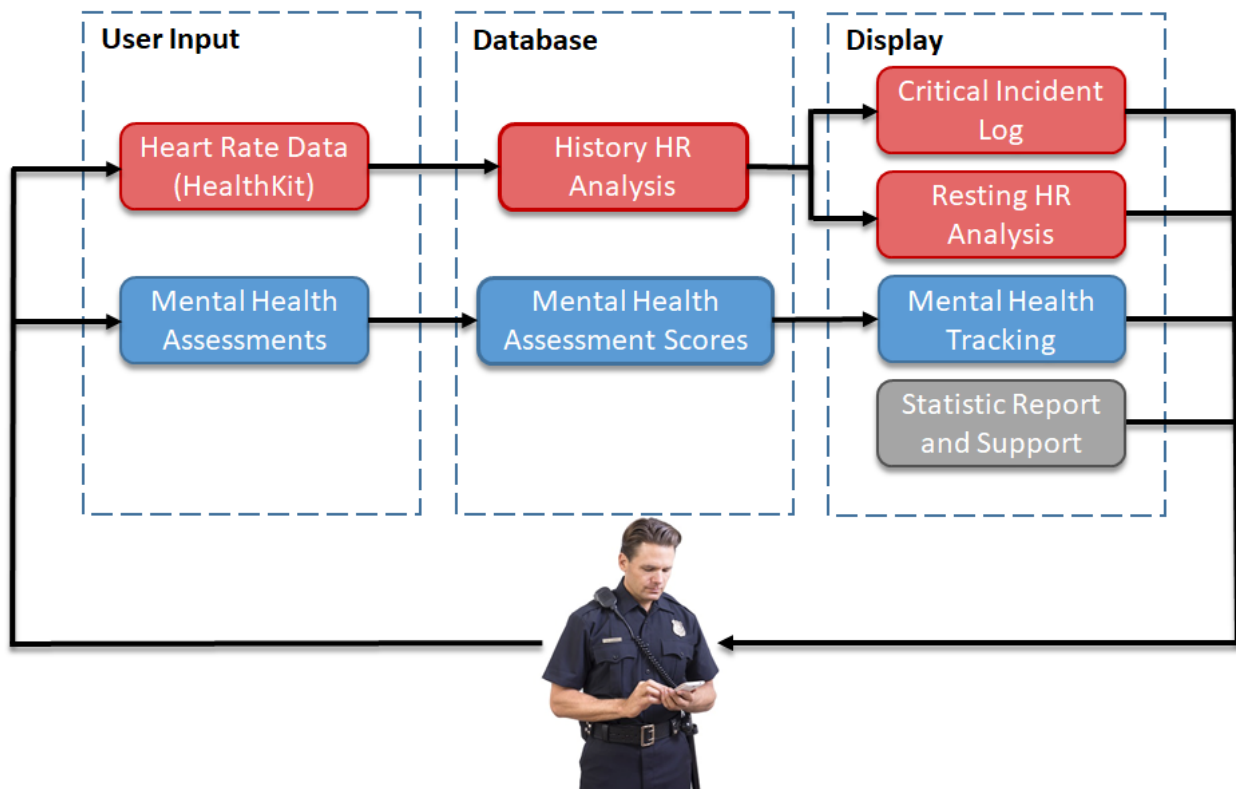 User Input
Heart Rate Data
(HealthKit)
Mental Health
Assessments
Database
History HR
Analysis
Mental Health
Assessment Scores
Display
Critical Incident
Log
Resting HR
Analysis
Mental Health
Tracking
Statistic Report
and Support